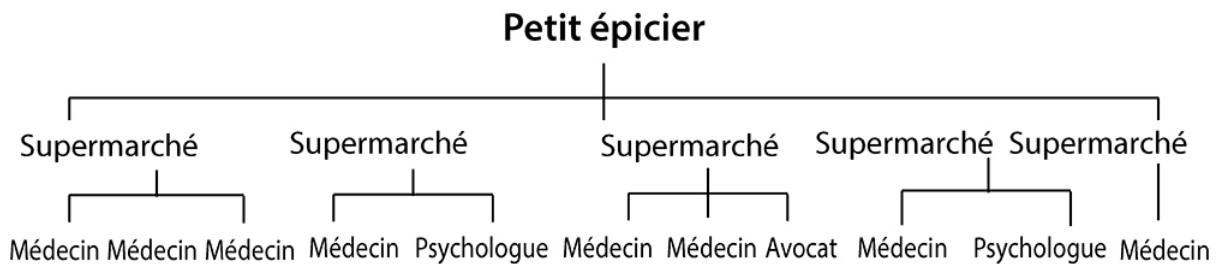 Petit épicier
Supermarché Supermarché Supermarché Supermarché Supermarché
Médecin Médecin Médecin Médecin Psychologue Médecin Médecin Avocat Médecin Psychologue Médecin